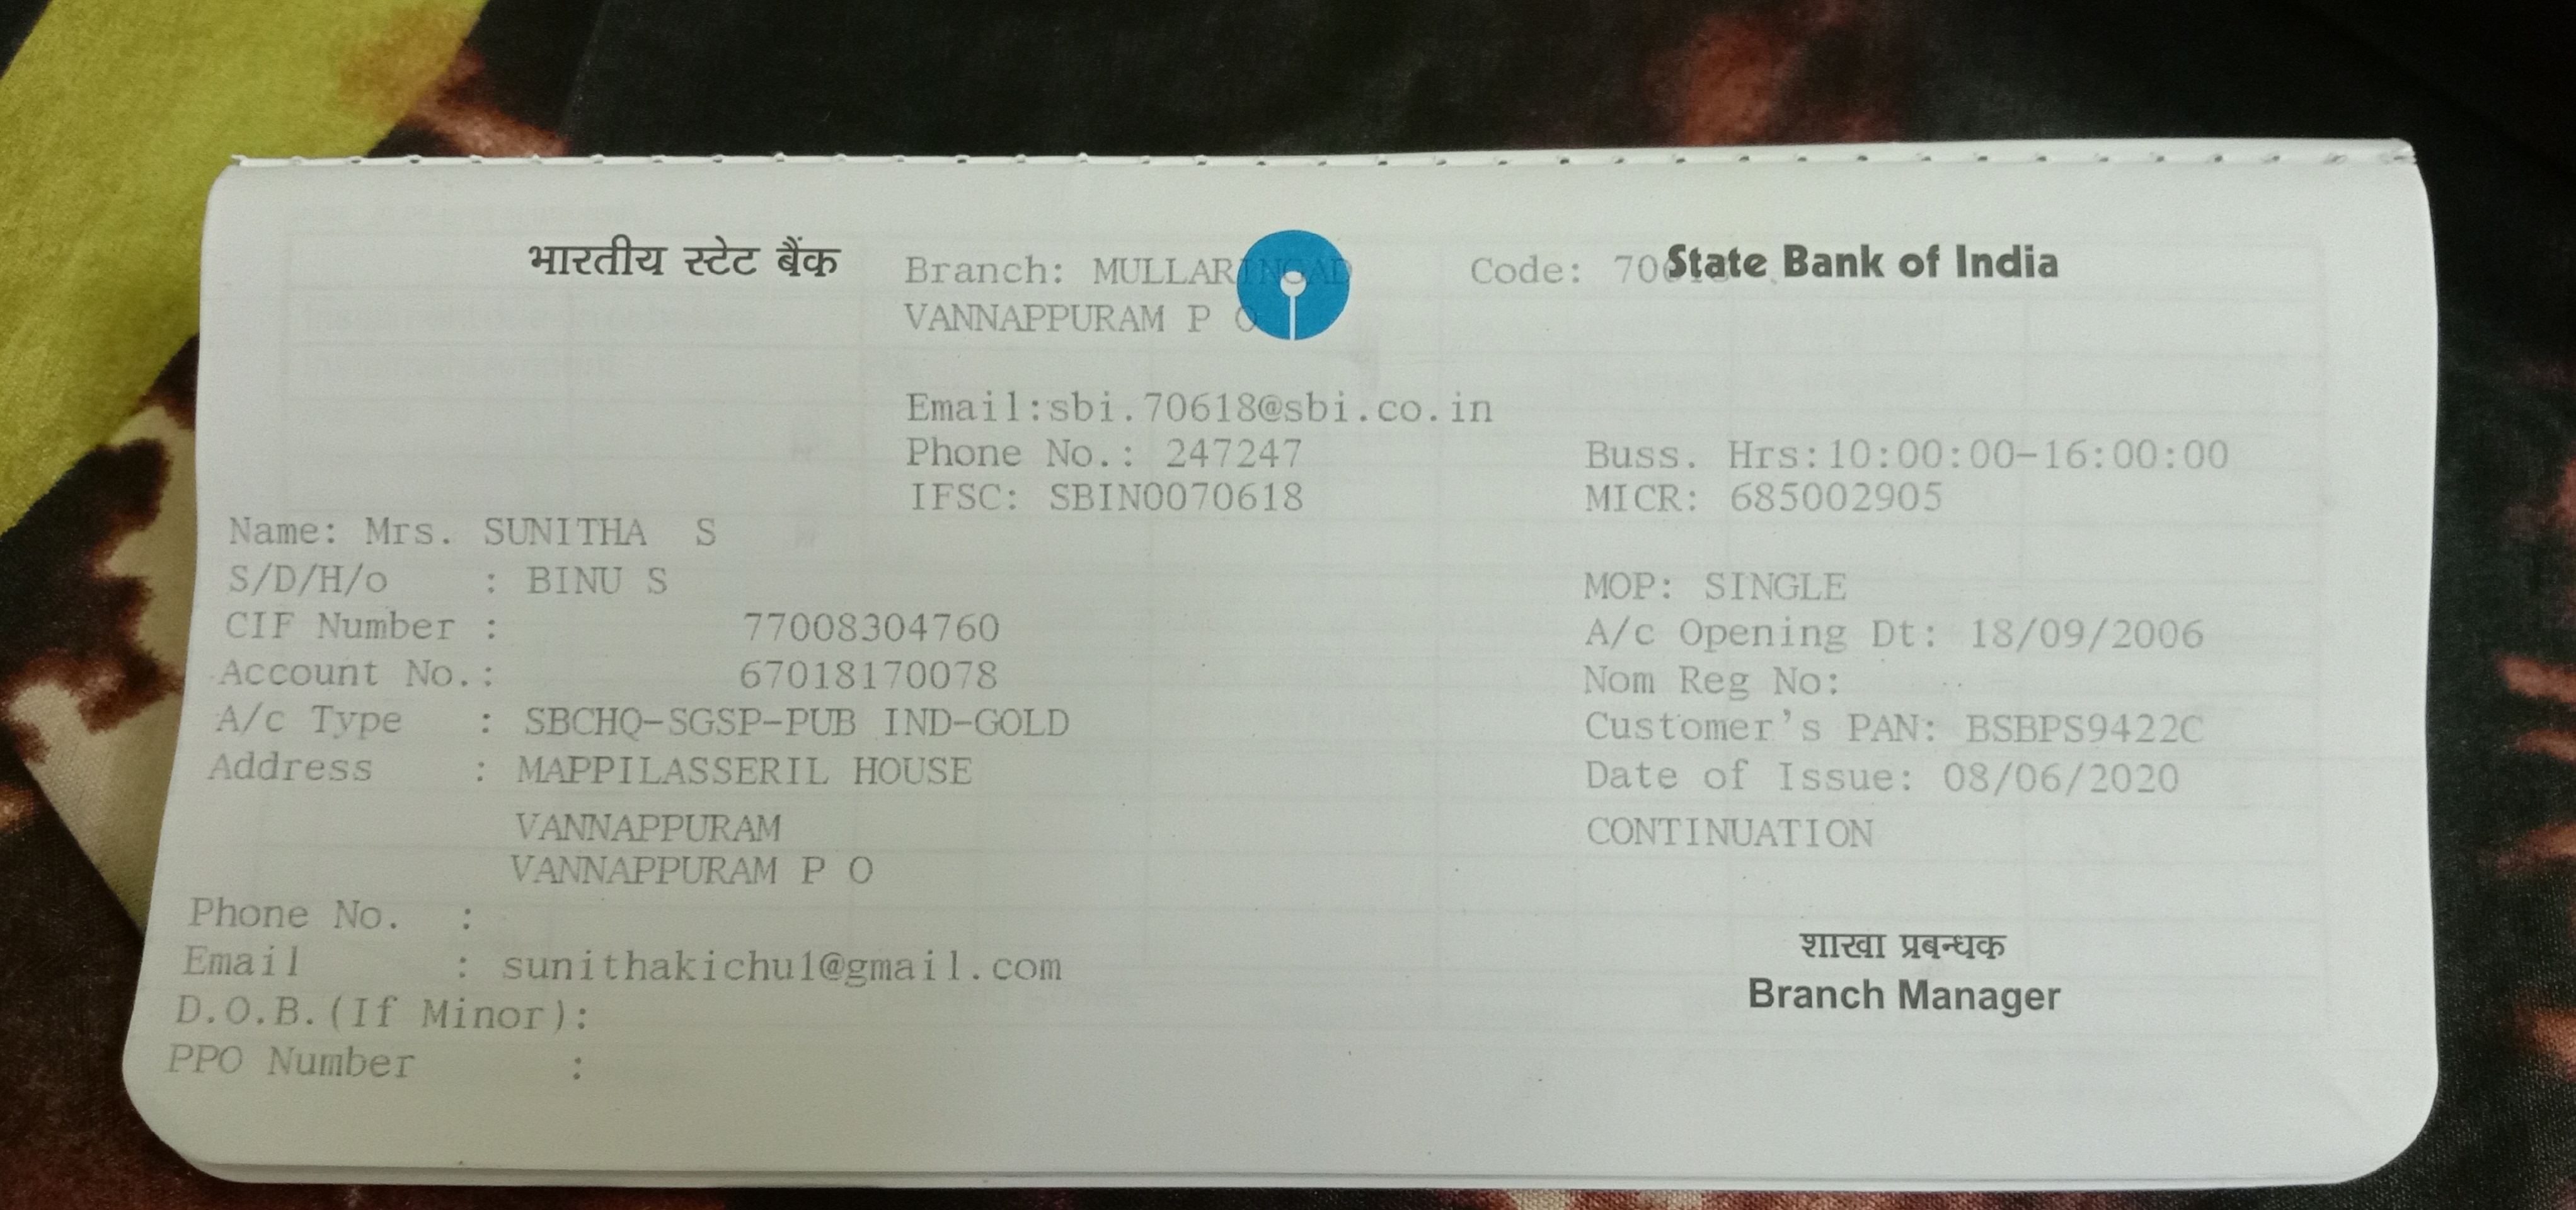 भारतीय स्टेट बैंक
State Bank of India
Branch: MULLARINGAD
Code:
VANNAPPURAM P O
Email:sbi.70618@sbi.co.in
Phone No.: 247247
Buss. Hrs:10:00:00-16:00:00
IFSC: SBIN0070618
MICR: 685002905
Name: Mrs. SUNITHA S
S/D/H/o : BINU S
MOP: SINGLE
CIF Number : 77008304760
A/c Opening Dt: 18/09/2006
Account No.: 67018170078
Nom Reg No:
A/c Type : SBCHQ-SGSP-PUB IND-GOLD
Customer's PAN: BSBPS9422C
Address : MAPPILASSERIL HOUSE
Date of Issue: 08/06/2020
VANNAPPURAM
CONTINUATION
VANNAPPURAM P O
Phone No. :
Email : sunithakichu1@gmail.com
D.O.B.(If Minor):
PPO Number :
शाखा प्रबन्धक
Branch Manager